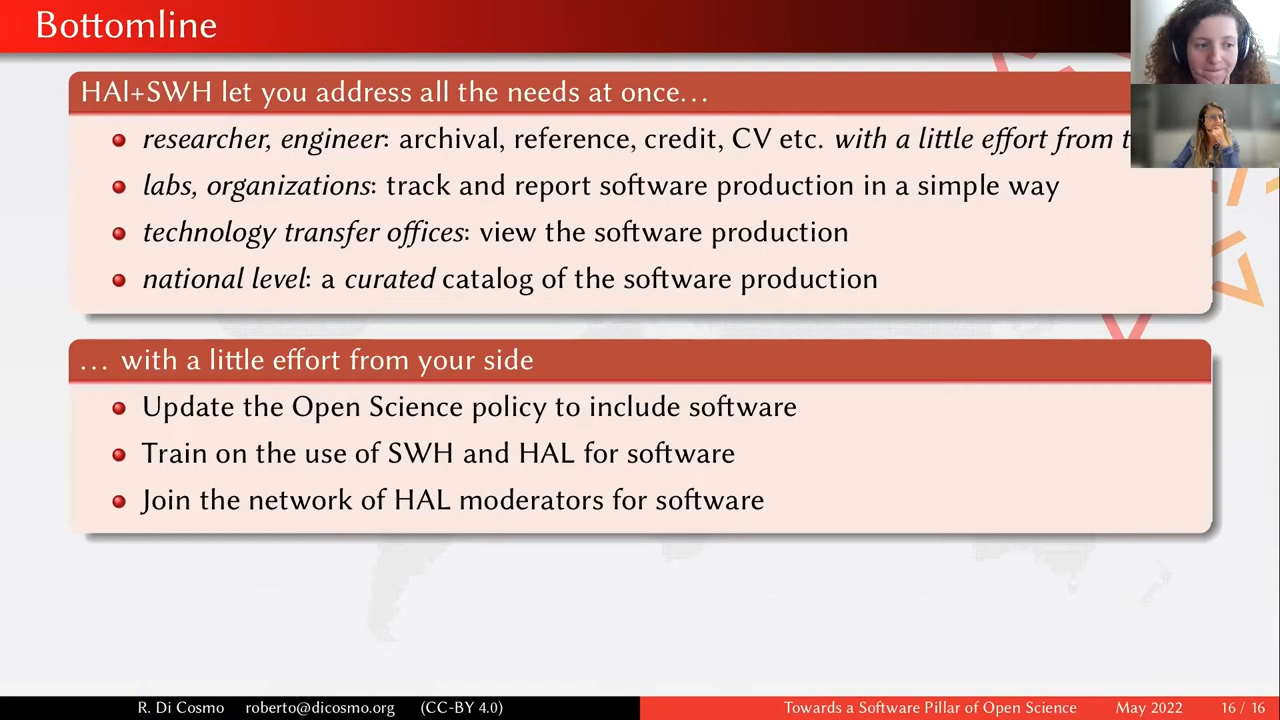 Bottomline
HAl+SWH let you address all the needs at once…
researcher, engineer: archival, reference, credit, CV etc. with a little effort from
labs, organizations: track and report software production in a simple way
technology transfer offices: view the software production
national level: a curated catalog of the software production
… with a little effort from your side
Update the Open Science policy to include software
Train on the use of SWH and HAL for software
Join the network of HAL moderators for software
R. Di Cosmo roberto@dicosmo.org (CC-BY 4.0) Towards a Software Pillar of Open Science May 2022 16 / 16